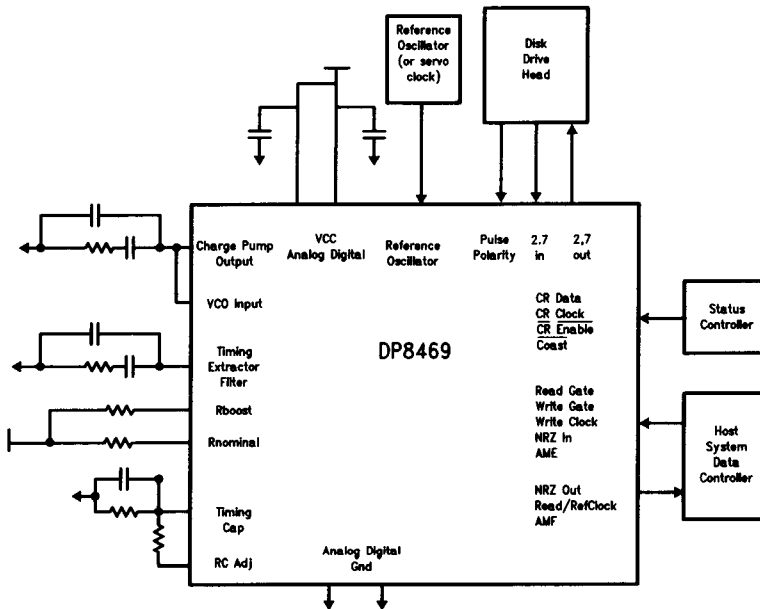 Reference
Oscillator
(or servo
clock)
Disk
Drive
Head
Charge Pump
Output
VCC
Analog Digital
Reference
Oscillator
Pulse
Polarity
2.7
in
2,7
out
VCO Input
CR Data
CR Clock
CR Enable
Coast
Status
Controller
Timing
Extractor
Filter
DP8469
Rboost
Rnominal
Read Gate
Write Gate
Write Clock
NRZ In
AME
Host
System
Data
Controller
NRZ Out
Read/RefClock
AMF
Timing
Cap
RC Adj
Analog Digital
Gnd